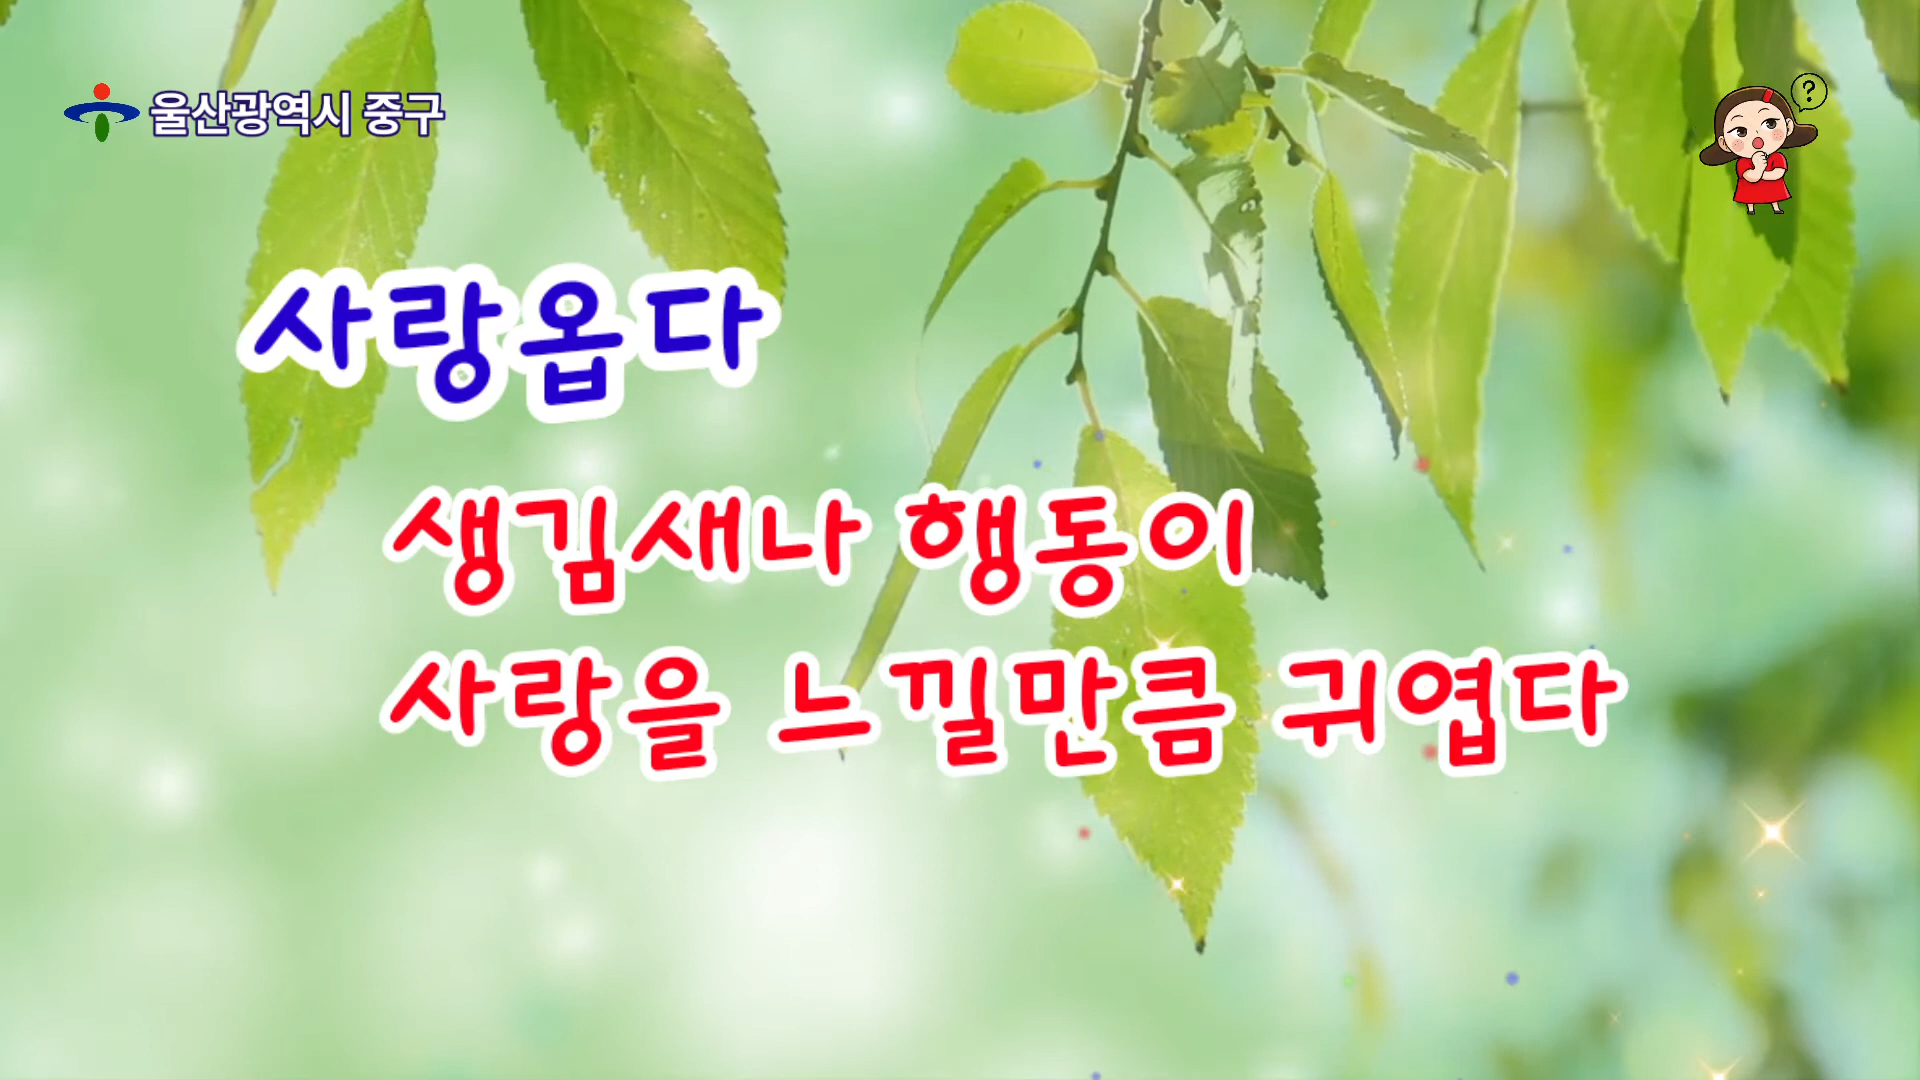 울산광역시 중구
?
사랑옵다
생김새나 행동이
사랑을 느낄만큼 귀엽다